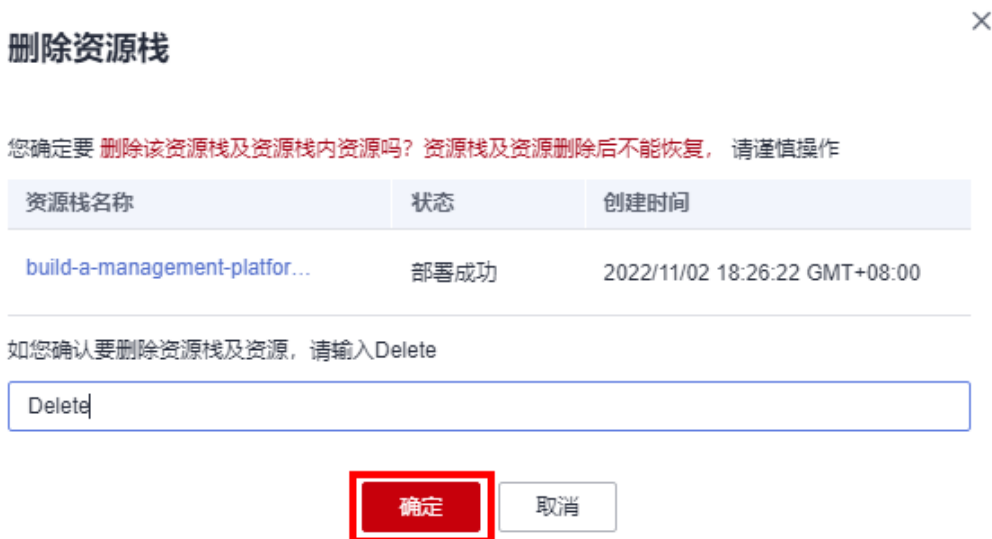 删除资源栈
您确定要 删除该资源栈及资源栈内资源吗？资源栈及资源删除后不能恢复， 请谨慎操作
资源栈名称 状态 创建时间
build-a-management-platfor... 部署成功 2022/11/02 18:26:22 GMT+08:00
如您确认要删除资源栈及资源，请输入Delete
Delete
确定 取消